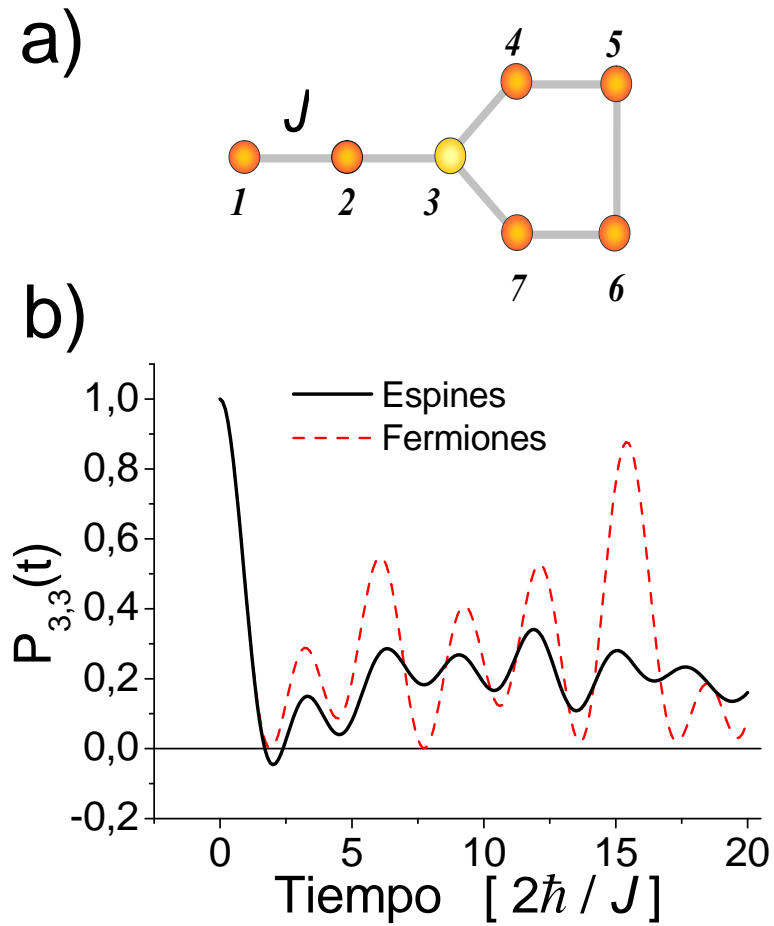 a)
J
4 5
1 2 3
7 6
b)
Espines
Fermiones
1,0
0,8
0,6
0,4
0,2
0,0
-0,2
P3,3(t)
0 5 10 15 20
Tiempo [ 2ℏ / J ]